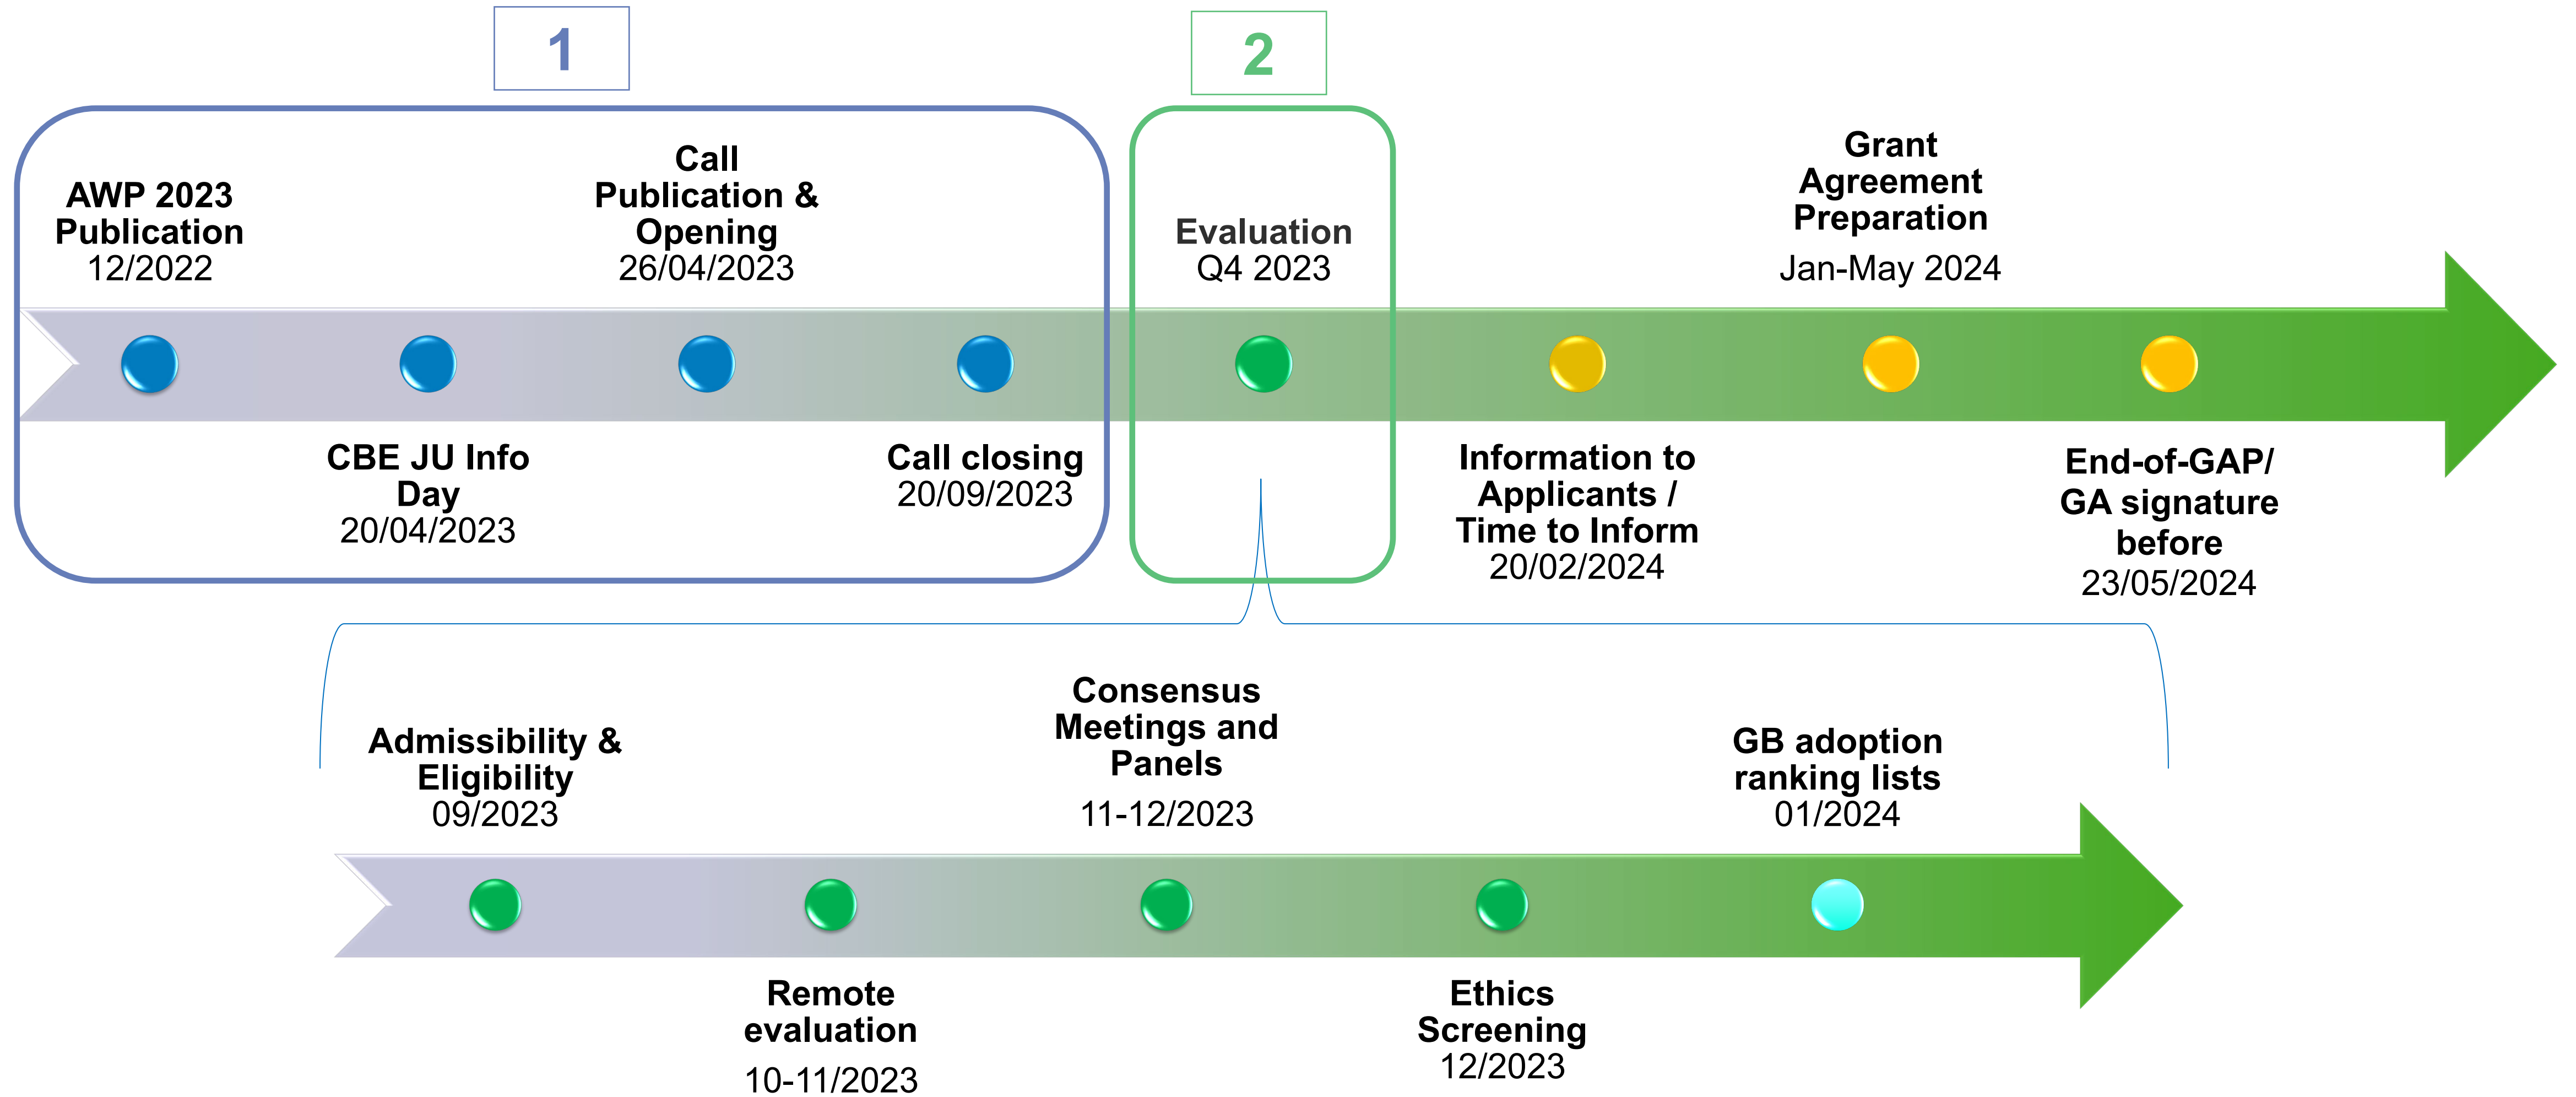 1
2
AWP 2023
Publication
12/2022
Call
Publication &
Opening
26/04/2023
Evaluation
Q4 2023
Grant
Agreement
Preparation
Jan-May 2024
CBE JU Info
Day
20/04/2023
Call closing
20/09/2023
Information to
Applicants /
Time to Inform
20/02/2024
End-of-GAP/
GA signature
before
23/05/2024
Admissibility &
Eligibility
09/2023
Consensus
Meetings and
Panels
11-12/2023
GB adoption
ranking lists
01/2024
Remote
evaluation
10-11/2023
Ethics
Screening
12/2023